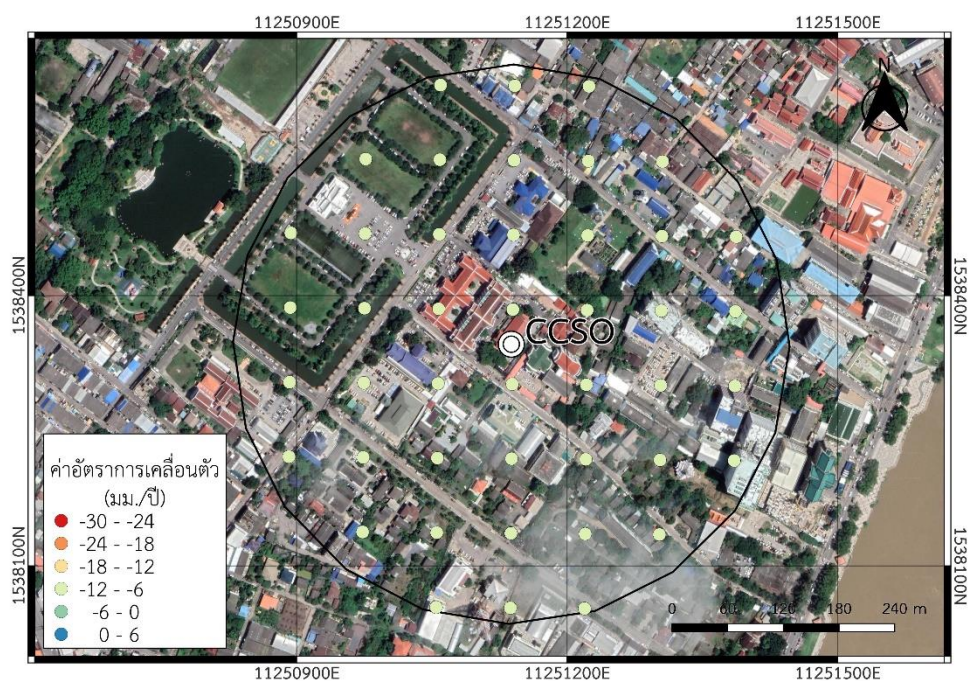 11250900E 11251200E 11251500E
N
1538400N 1538400N
CCSO
ค่าอัตราการเคลื่อนตัว
(มม./ปี)
-30 - -24
-24 - -18
-18 - -12
-12 - -6
-6 - 0
0 - 6
1538100N 1538100N
0 60 120 180 240 m
11250900E 11251200E 11251500E